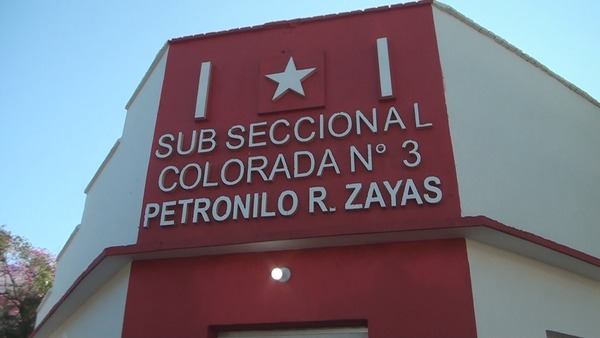 SUB SECCIONAL
COLORADA N° 3
PETRONILO R. ZAYAS